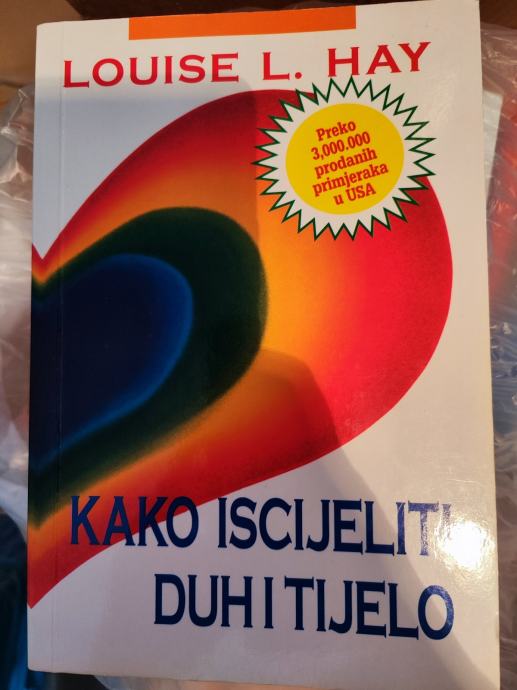 LOUISE L. HAY
Preko
3,000.000
prodanih
primjeraka
u USA
KAKO ISCIJELITI
DUH I TIJELO